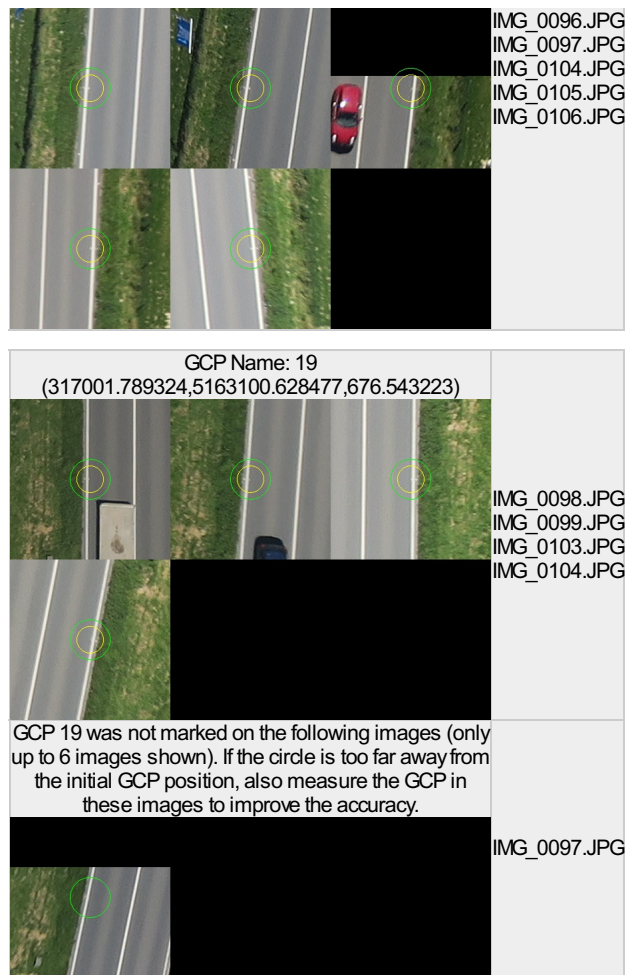 IMG_0096.JPG
IMG_0097.JPG
IMG_0104.JPG
IMG_0105.JPG
IMG_0106.JPG
GCP Name: 19
(317001.789324,5163100.628477,676.543223)
IMG_0098.JPG
IMG_0099.JPG
IMG_0103.JPG
IMG_0104.JPG
GCP 19 was not marked on the following images (only
up to 6 images shown). If the circle is too far away from
the initial GCP position, also measure the GCP in
these images to improve the accuracy.
IMG_0097.JPG